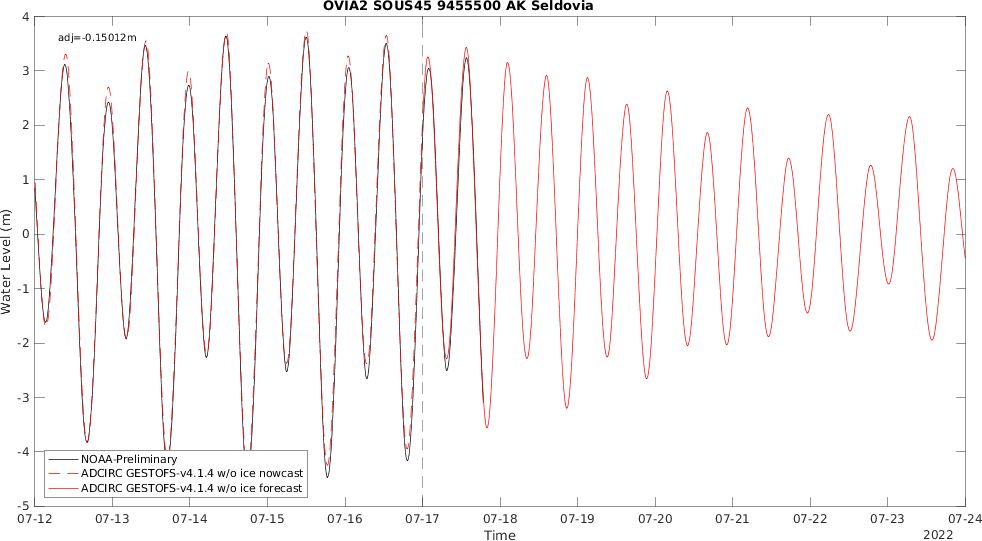 OVIA2 SOUS45 9455500 AK Seldovia
adj=-0.15012m
4
3
2
1
0
-1
-2
-3
-4
-5
Water Level (m)
NOAA-Preliminary
ADCIRC GESTOFS-v4.1.4 w/o ice nowcast
ADCIRC GESTOFS-v4.1.4 w/o ice forecast
07-12 07-13 07-14 07-15 07-16 07-17 07-18 07-19 07-20 07-21 07-22 07-23 07-24
Time
2022